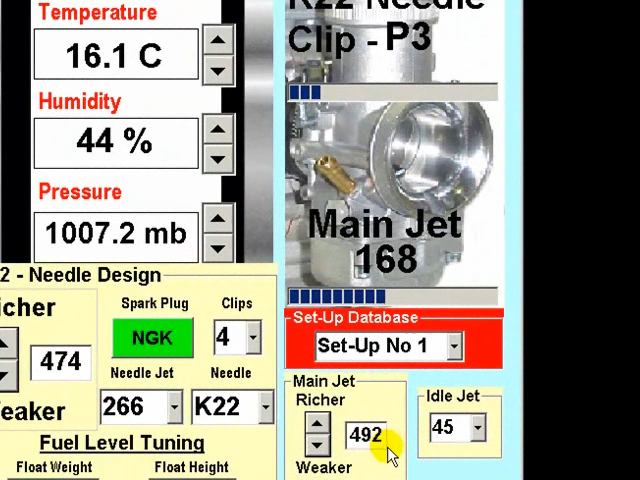 Temperature
16.1 C
Humidity
44 %
Pressure
1007.2 mb
K22 Needle
Clip - P3
Main Jet
168
Set-Up Database
Set-Up No 1
2 - Needle Design
icher
474
eaker
Spark Plug
NGK
Clips
4
Needle Jet
266
Needle
K22
Fuel Level Tuning
Float Weight
Float Height
Main Jet
Richer
492
Weaker
Idle Jet
45